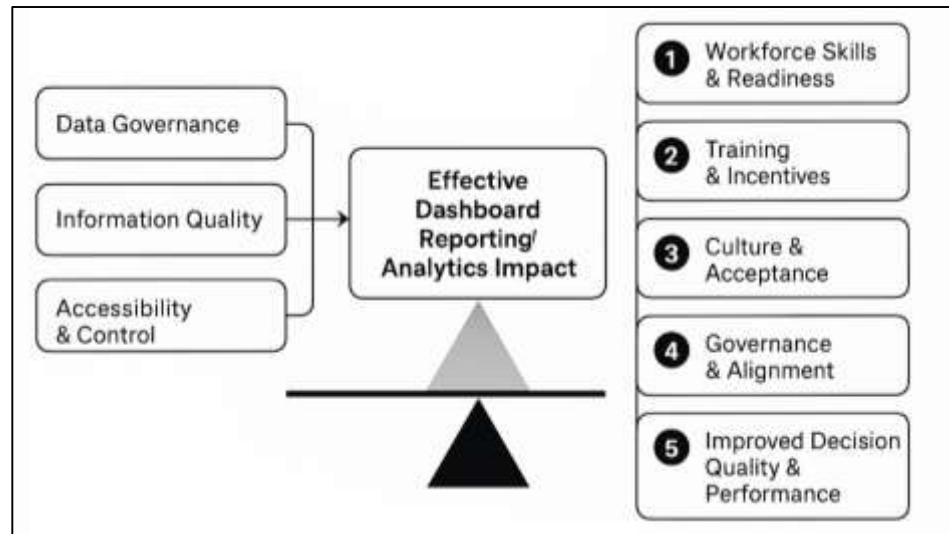 Data Governance
Information Quality
Accessibility
& Control
Effective
Dashboard
Reporting/
Analytics Impact
1 Workforce Skills
& Readiness
2 Training
& Incentives
3 Culture &
Acceptance
4 Governance
& Alignment
5 Improved Decision
Quality &
Performance